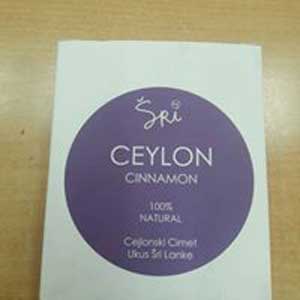 Šri
CEYLON
CINNAMON
100%
NATURAL
Cejlonski Cimet
Ukus Šri Lanke